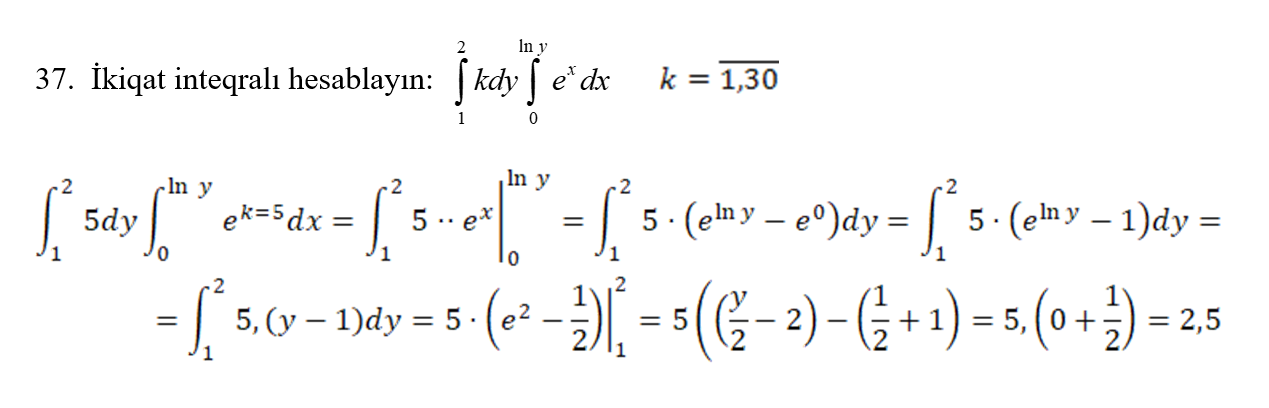 37. İkiqat inteqralı hesablayın: ∫₁² kdy ∫₀^{ln y} eˣ dx k = \overline{1,30}
∫₁² 5dy ∫₀^{ln y} e^{k=5} dx = ∫₁² 5 ·· eˣ |₀^{ln y} = ∫₁² 5 · (e^{ln y} − e⁰)dy = ∫₁² 5 · (e^{ln y} − 1)dy =
= ∫₁² 5, (y − 1)dy = 5 · (e² − 1/2)|₁² = 5((y/2 − 2) − (1/2 + 1) = 5, (0 + 1/2) = 2,5